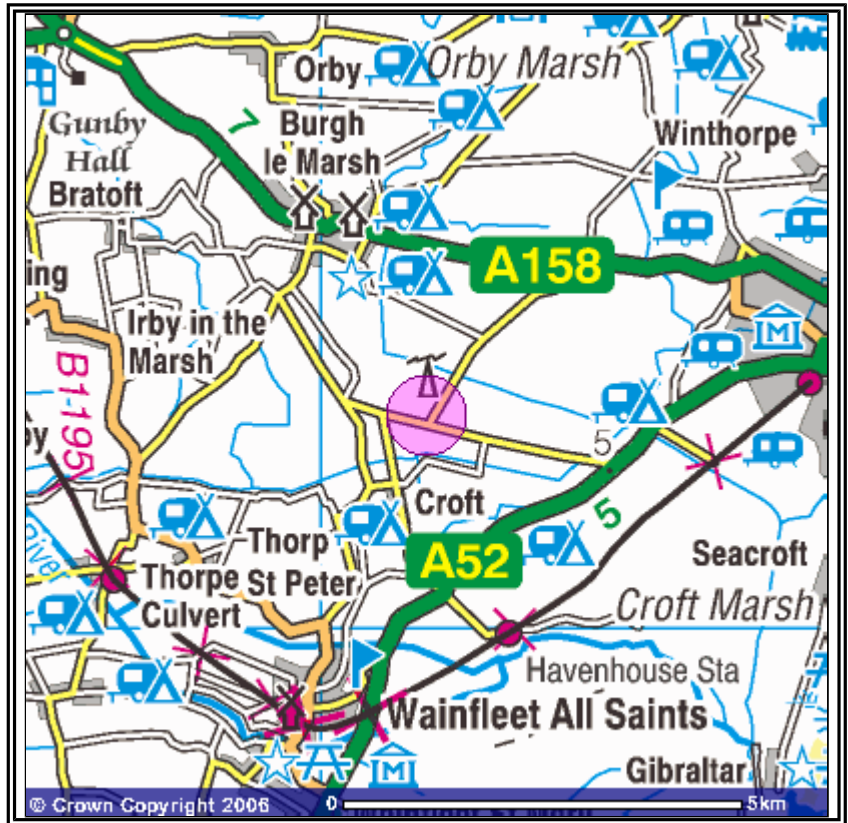 Orby
Orby Marsh
7
Gunby
Hall
Burgh
le Marsh
Winthorpe
Bratoft
A158
ing
Irby in the
Marsh
B1195
by
5
Croft
5
River
Thorp
St Peter
A52
Seacroft
Thorpe
Culvert
Croft Marsh
Havenhouse Sta
Wainfleet All Saints
M
M
Gibraltar
© Crown Copyright 2006
0
5km